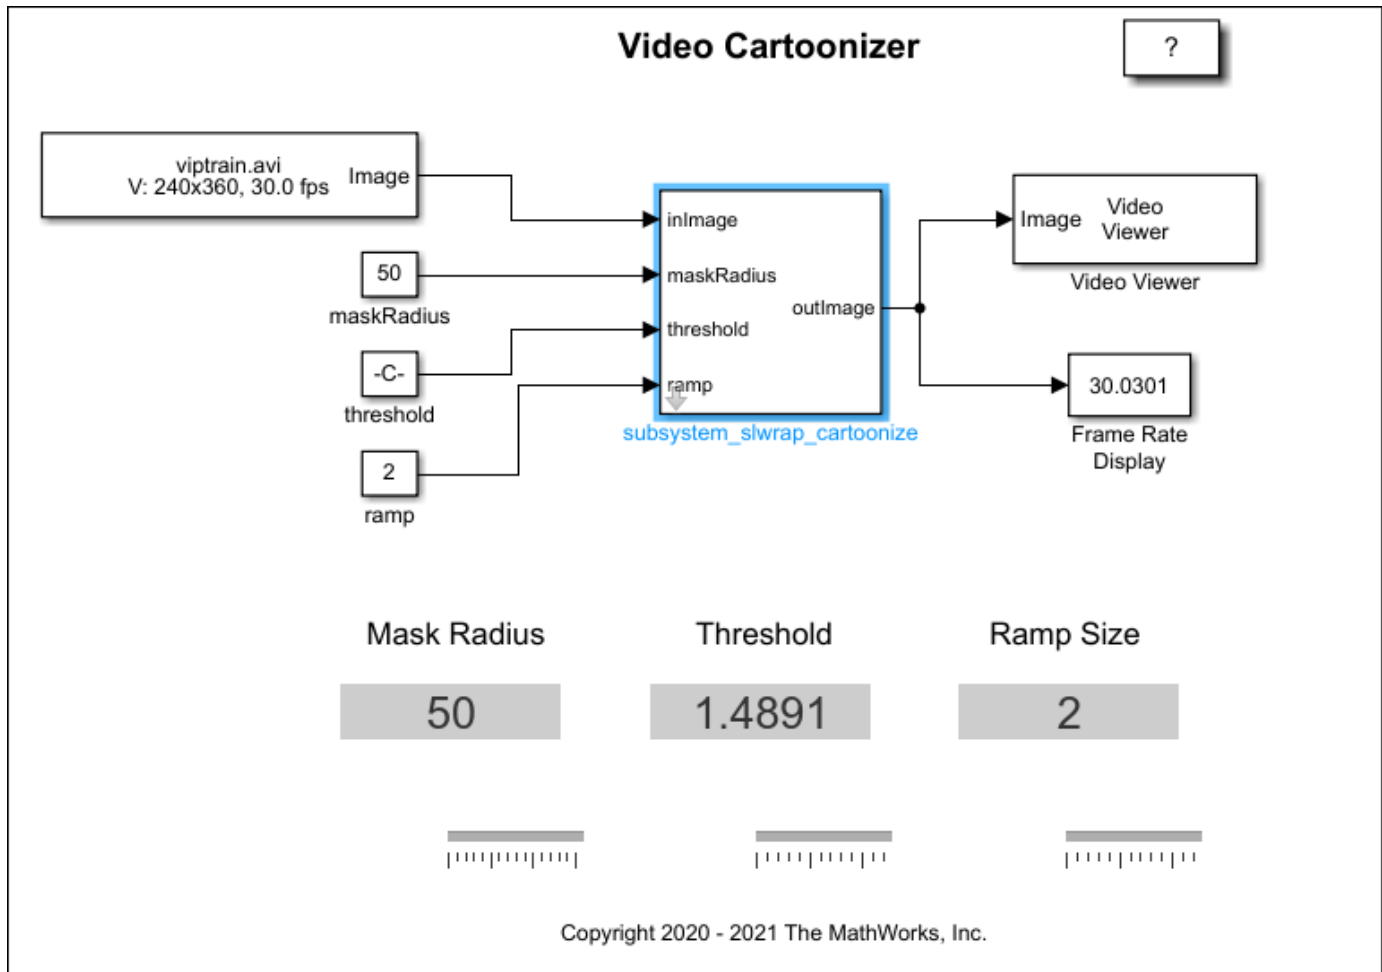 Video Cartoonizer
?
viptrain.avi
V: 240x360, 30.0 fps
Image
50
maskRadius
-C-
threshold
2
ramp
inImage
maskRadius
threshold
ramp
outImage
subsystem_slwrap_cartoonize
Image
Video
Viewer
Video Viewer
30.0301
Frame Rate
Display
Mask Radius
Threshold
Ramp Size
50
1.4891
2
Copyright 2020 - 2021 The MathWorks, Inc.